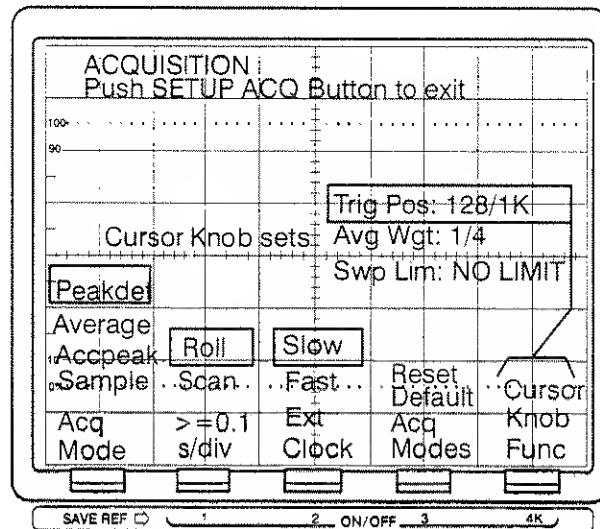 ACQUISITION :
Push SETUP ACQ Button to exit
100
90
Trig Pos: 128/1K
Cursor Knob sets: Avg Wgt: 1/4
Swp Lim: NO LIMIT
Peakdet
Average
Accpeak Roll Slow
10
0% Sample Scan Fast Reset Default Cursor
Acq Mode
>=0.1 s/div
Ext Clock
Acq Modes
Knob Func
SAVE REF 1 2 ON/OFF 3 4K